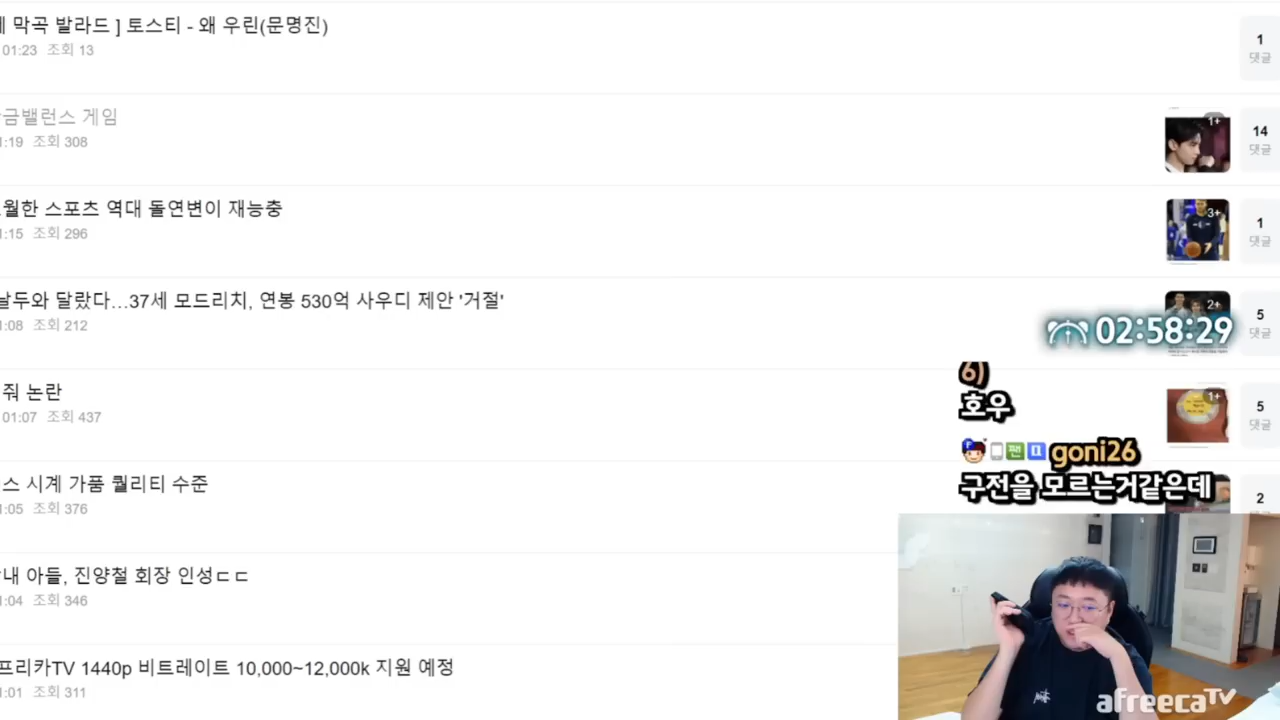 막곡 발라드 ] 토스티 - 왜 우린(문명진)
01:23 조회 13
1
댓글
금밸런스 게임
1:19 조회 308
1+
14
댓글
월한 스포츠 역대 돌연변이 재능충
1:15 조회 296
3+
1
댓글
날두와 달랐다...37세 모드리치, 연봉 530억 사우디 제안 '거절'
1:08 조회 212
2+
5
댓글
02:58:29
줘 논란
01:07 조회 437
1+
5
댓글
6)
호우
goni26
구전을 모르는거같은데
스 시계 가품 퀄리티 수준
1:05 조회 376
2
내 아들, 진양철 회장 인성ㄷㄷ
1:04 조회 346
프리카TV 1440p 비트레이트 10,000~12,000k 지원 예정
1:01 조회 311
afreecaTV